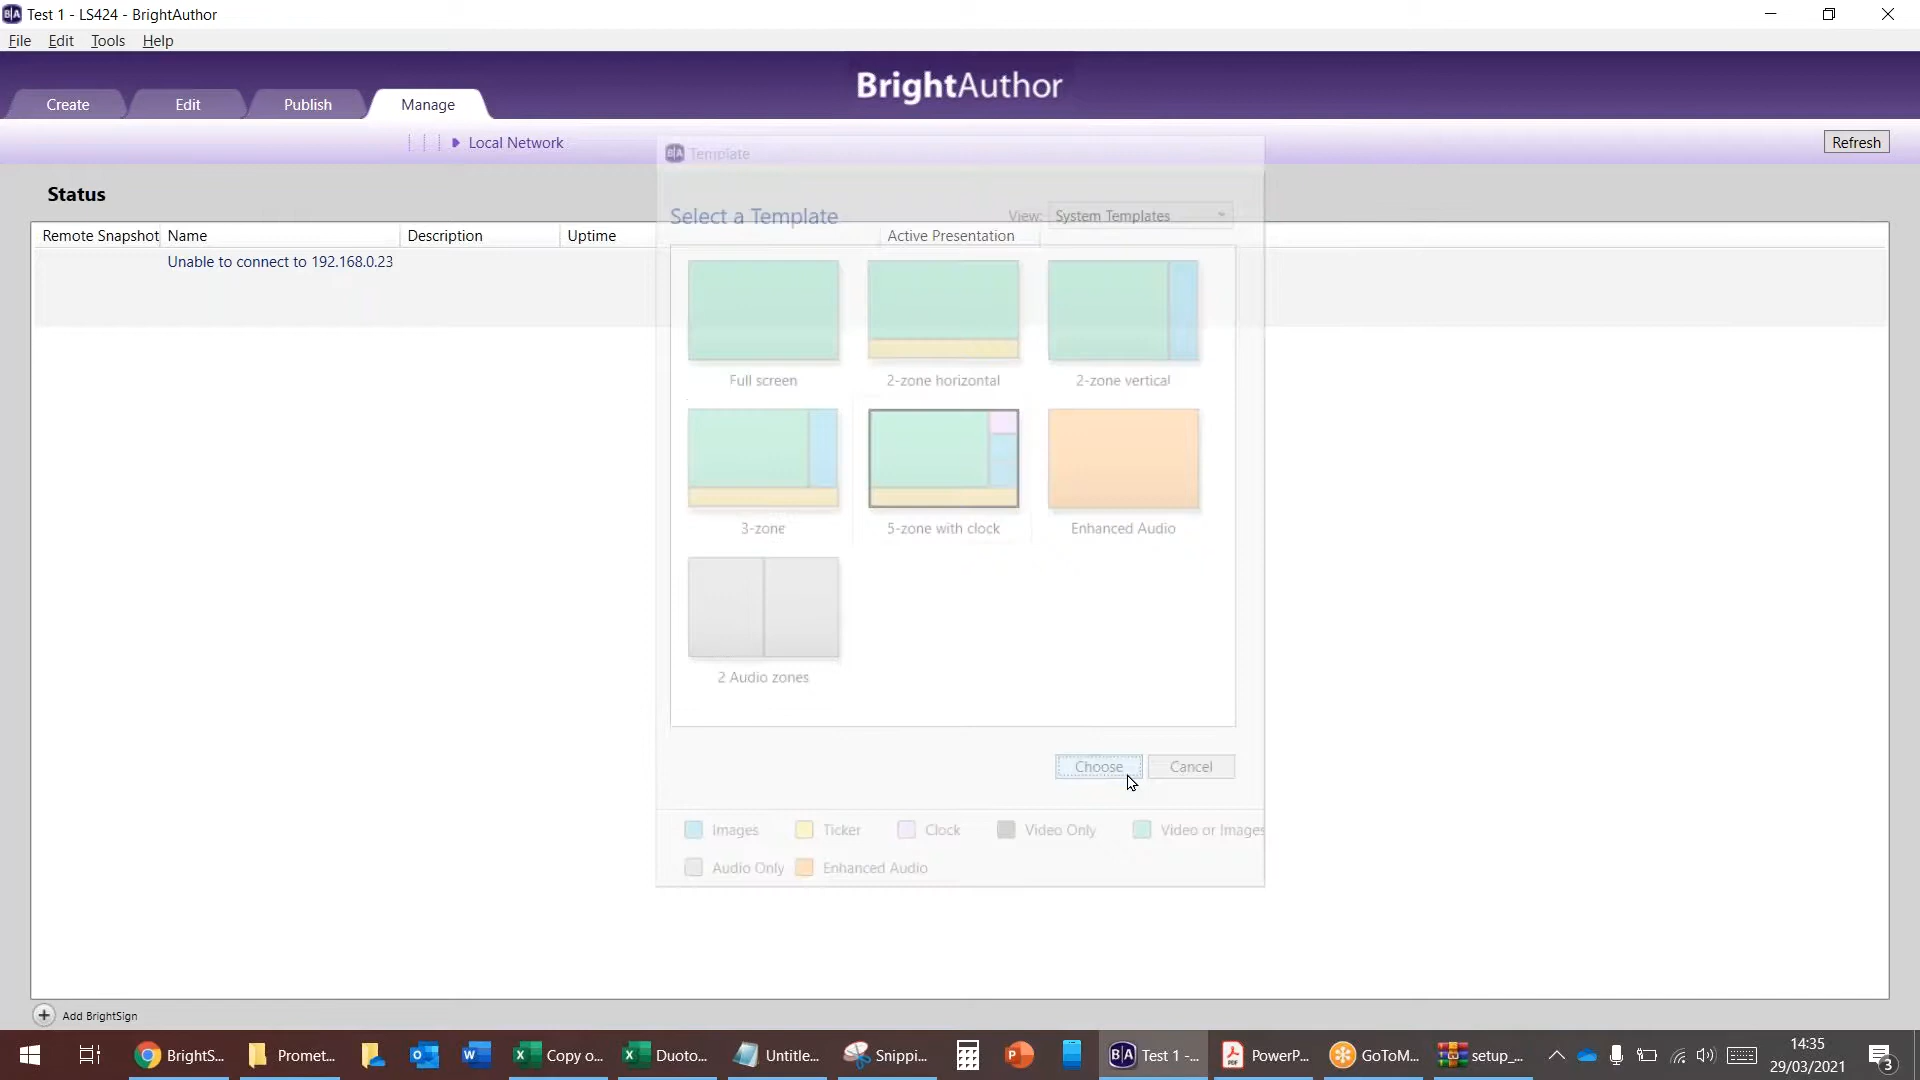 Test 1 - LS424 - BrightAuthor
File Edit Tools Help
BrightAuthor
Create Edit Publish Manage
Local Network
Refresh
Template
Status
Select a Template
View: System Templates
Remote Snapshot Name Description Uptime Active Presentation
Unable to connect to 192.168.0.23
Full screen 2-zone horizontal 2-zone vertical
3-zone 5-zone with clock Enhanced Audio
2 Audio zones
Choose Cancel
Images Ticker Clock Video Only Video or Images
Audio Only Enhanced Audio
Add BrightSign
BrightS... Promet... Copy o... Duoto... Untitle... Snippi... Test 1 -... PowerP... GoToM... setup_...
14:35
29/03/2021
3